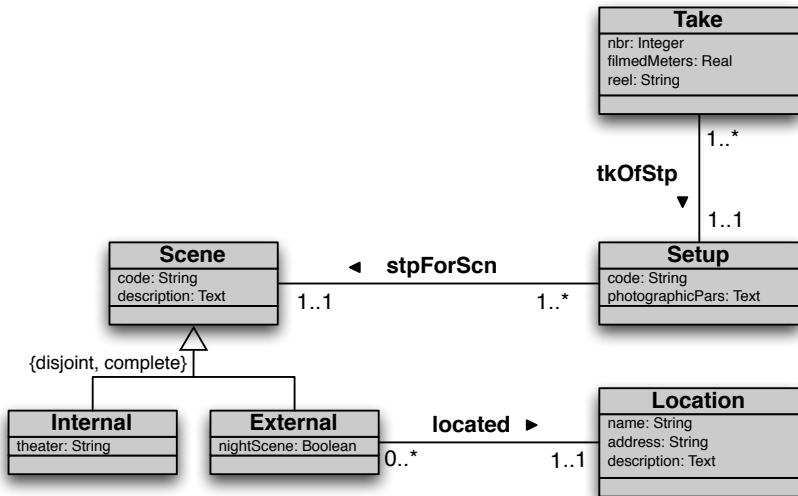 Take
nbr: Integer
filmedMeters: Real
reel: String
1..*
tkOfStp ▼
1..1
Scene
code: String
description: Text
◄ stpForScn
1..1
1..*
Setup
code: String
photographicPars: Text
{disjoint, complete}
Internal
theater: String
External
nightScene: Boolean
located ►
0..*
1..1
Location
name: String
address: String
description: Text